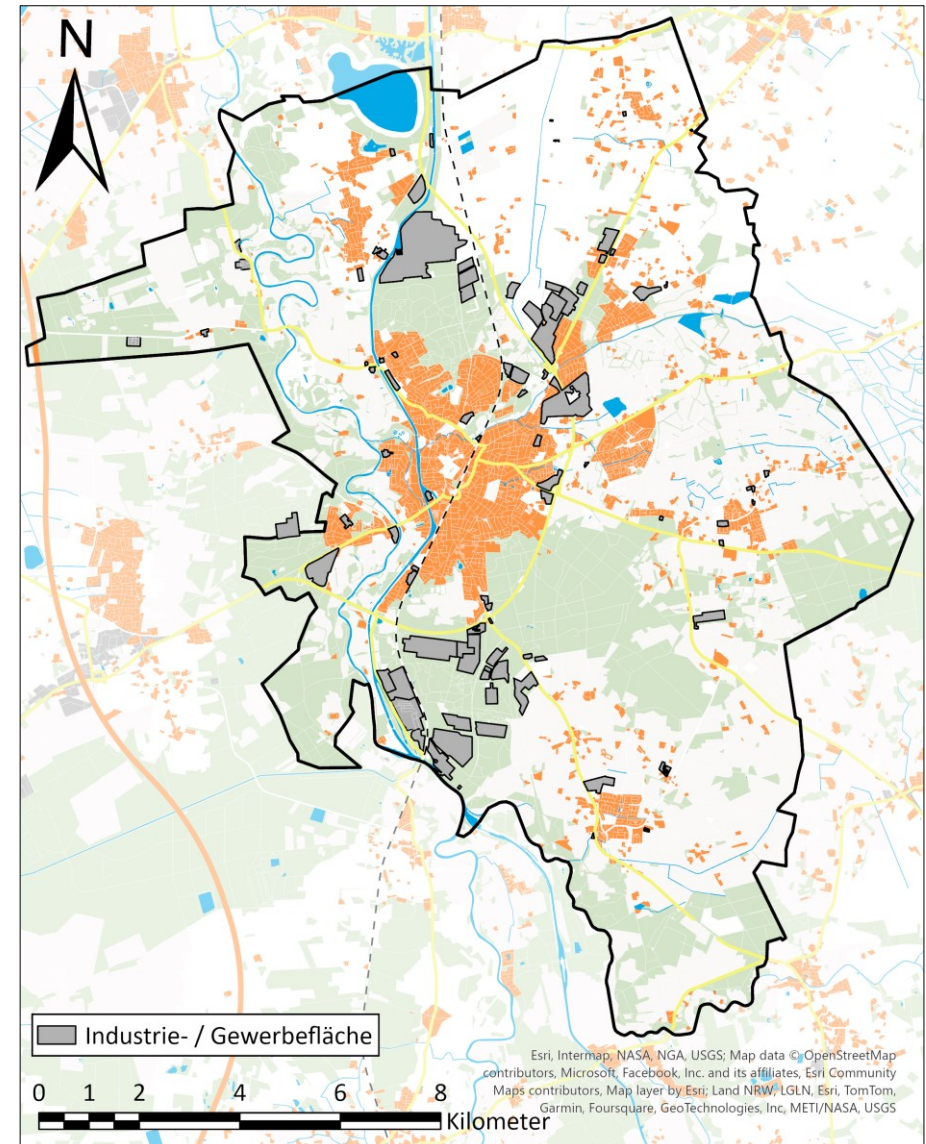 N
Industrie- / Gewerbefläche
Esri, Intermap, NASA, NGA, USGS; Map data © OpenStreetMap
contributors, Microsoft, Facebook, Inc. and its affiliates, Esri Community
Maps contributors, Map layer by Esri; Land NRW, LGLN, Esri, TomTom,
Garmin, Foursquare, GeoTechnologies, Inc, METI/NASA, USGS
0 1 2 4 6 8
Kilometer